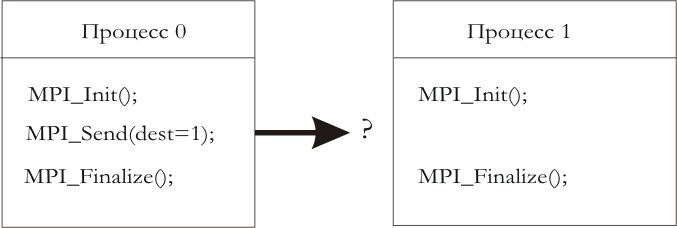 Процесс 0
MPI_Init();
MPI_Send(dest=1);
MPI_Finalize();
?
Процесс 1
MPI_Init();
MPI_Finalize();